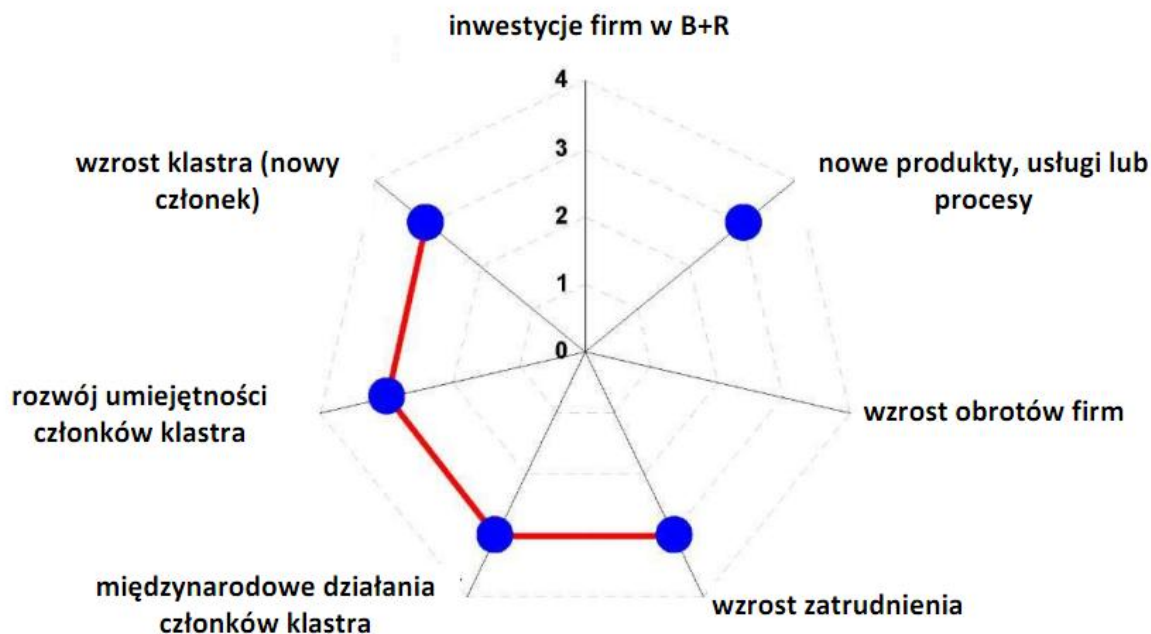 inwestycje firm w B+R
4
3
2
1
0
nowe produkty, usługi lub
procesy
wzrost obrotów firm
wzrost zatrudnienia
międzynarodowe działania
członków klastra
rozwój umiejętności
członków klastra
wzrost klastra (nowy
członek)